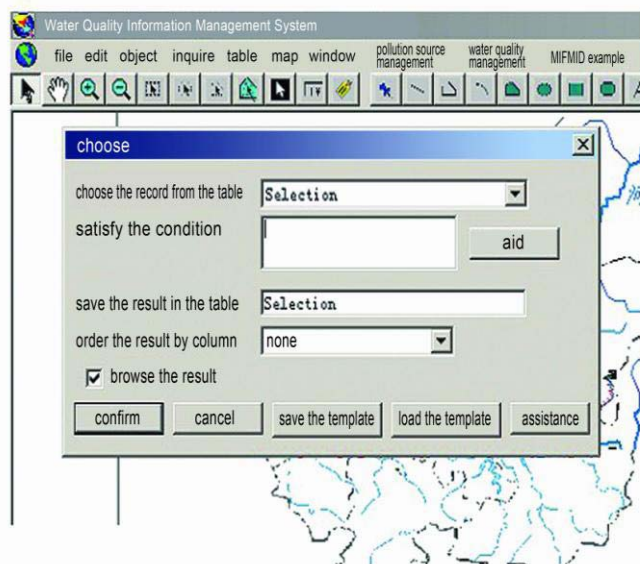 Water Quality Information Management System
file edit object inquire table map window pollution source management water quality management MIFMID example
choose
choose the record from the table Selection
satisfy the condition
aid
save the result in the table Selection
order the result by column none
browse the result
confirm cancel save the template load the template assistance